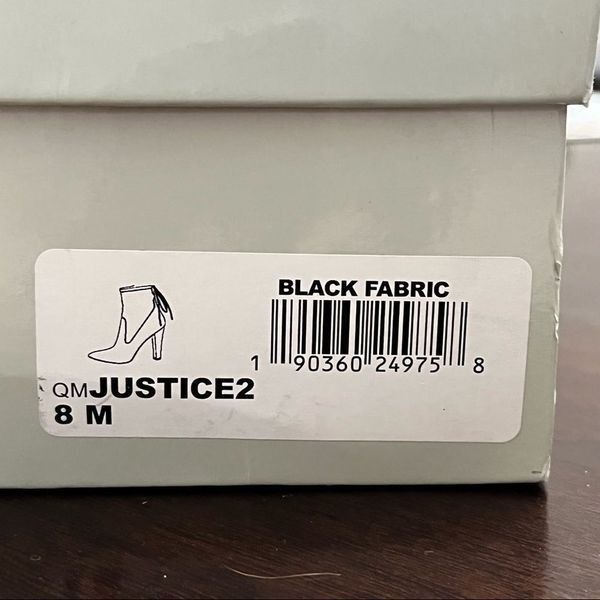 BLACK FABRIC
1 90360 24975 8
QMJUSTICE2
8 M